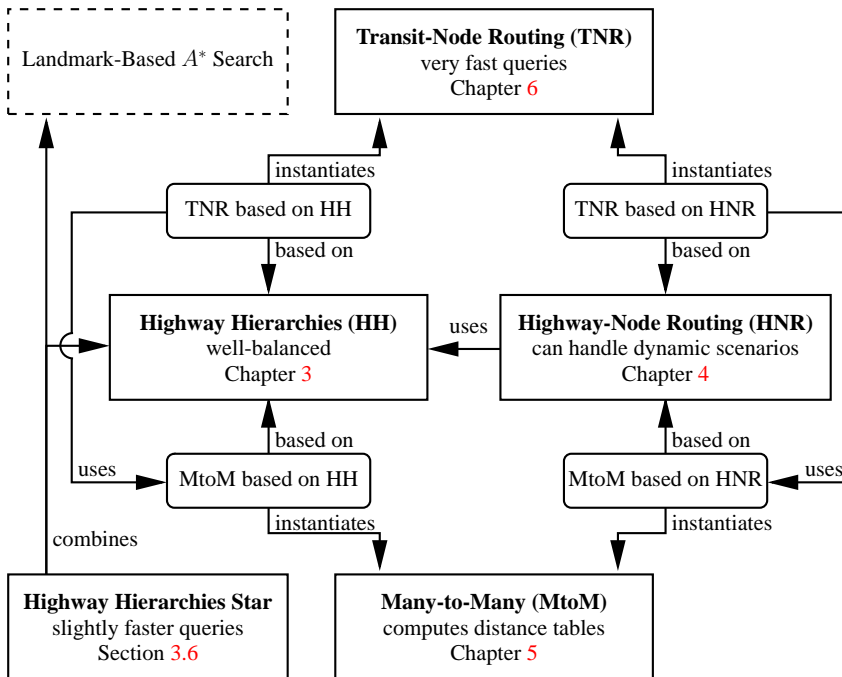 Landmark-Based A* Search
Transit-Node Routing (TNR)
very fast queries
Chapter 6
instantiates
instantiates
TNR based on HH
TNR based on HNR
based on
based on
Highway Hierarchies (HH)
well-balanced
Chapter 3
uses
Highway-Node Routing (HNR)
can handle dynamic scenarios
Chapter 4
based on
based on
uses
MtoM based on HH
MtoM based on HNR
uses
instantiates
instantiates
combines
Highway Hierarchies Star
slightly faster queries
Section 3.6
Many-to-Many (MtoM)
computes distance tables
Chapter 5